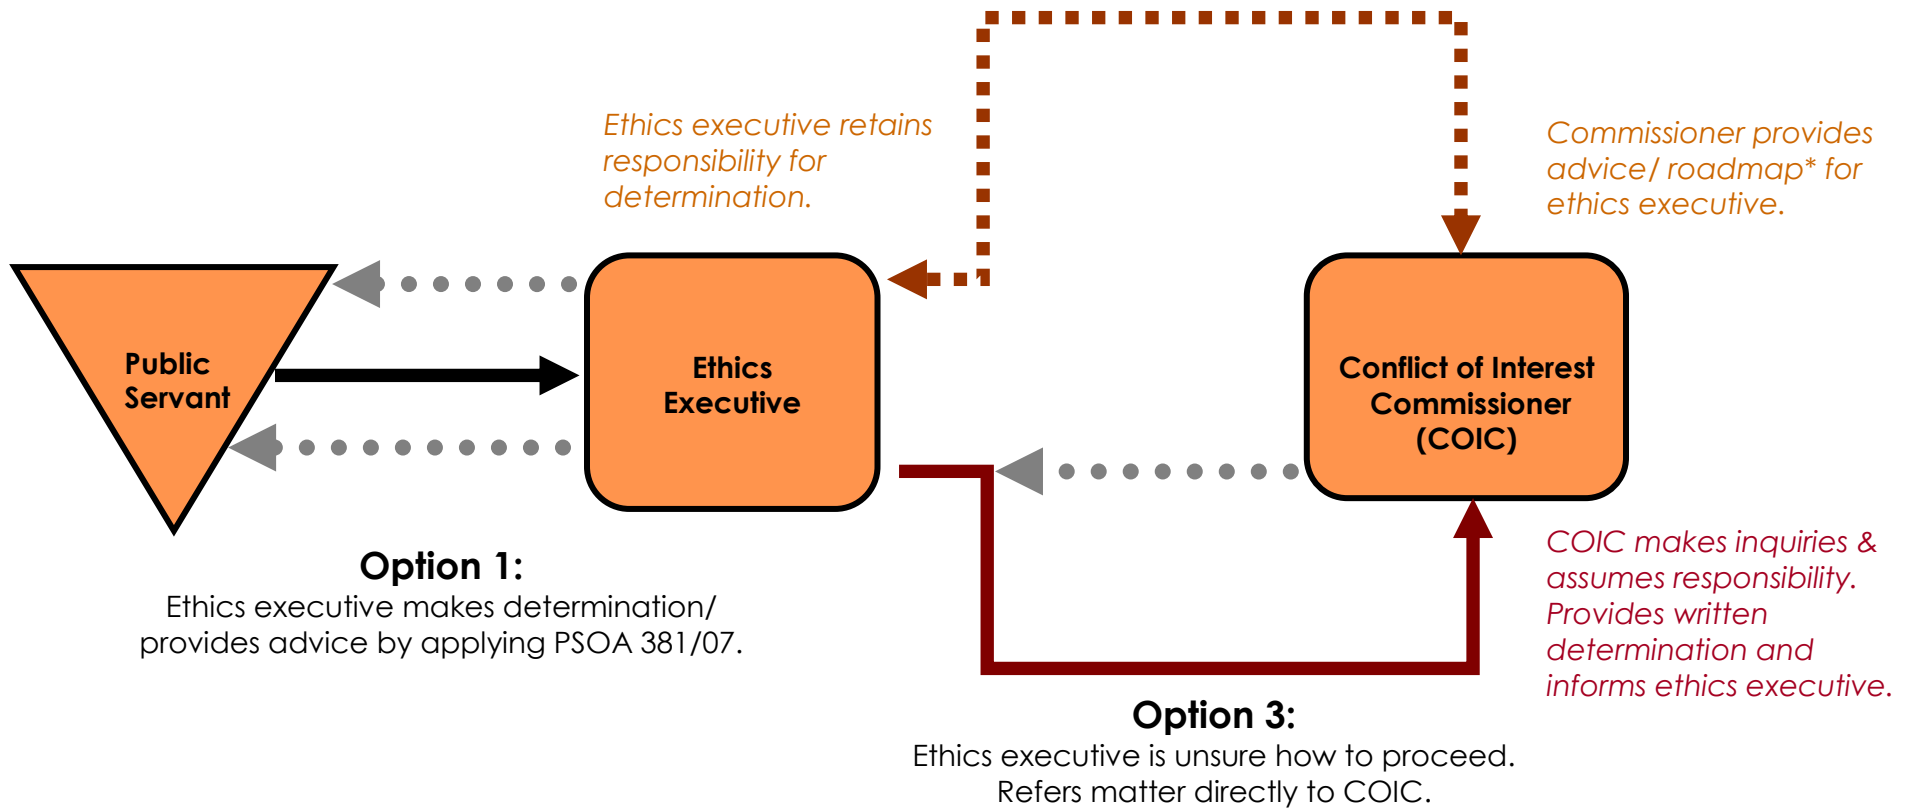 Ethics executive retains
responsibility for
determination.
Commissioner provides
advice/ roadmap* for
ethics executive.
Public
Servant
Ethics
Executive
Conflict of Interest
Commissioner
(COIC)
Option 1:
Ethics executive makes determination/
provides advice by applying PSOA 381/07.
COIC makes inquiries &
assumes responsibility.
Provides written
determination and
informs ethics executive.
Option 3:
Ethics executive is unsure how to proceed.
Refers matter directly to COIC.